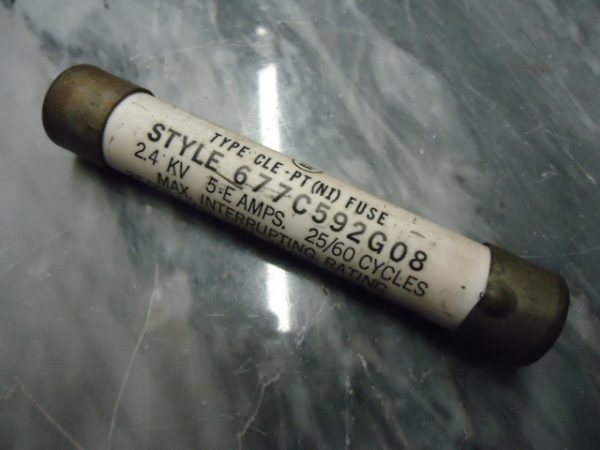 TYPE CLE-PT (NI) FUSE
STYLE 677C592G08
2.4 KV 5-E AMPS. 25/60 CYCLES
MAX. INTERRUPTING RATING